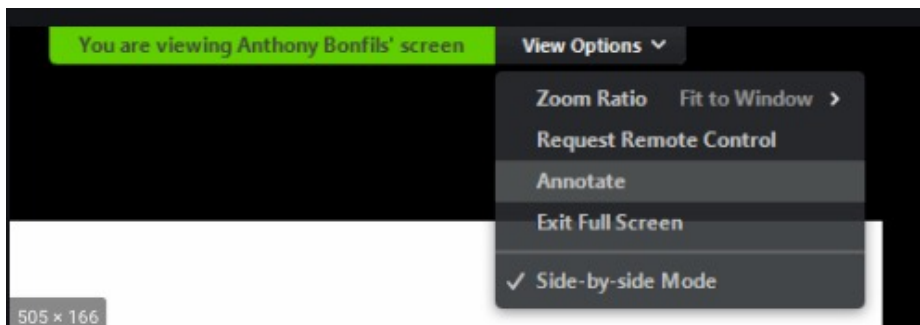 You are viewing Anthony Bonfils' screen View Options
Zoom Ratio Fit to Window
Request Remote Control
Annotate
Exit Full Screen
Side-by-side Mode
505 × 166